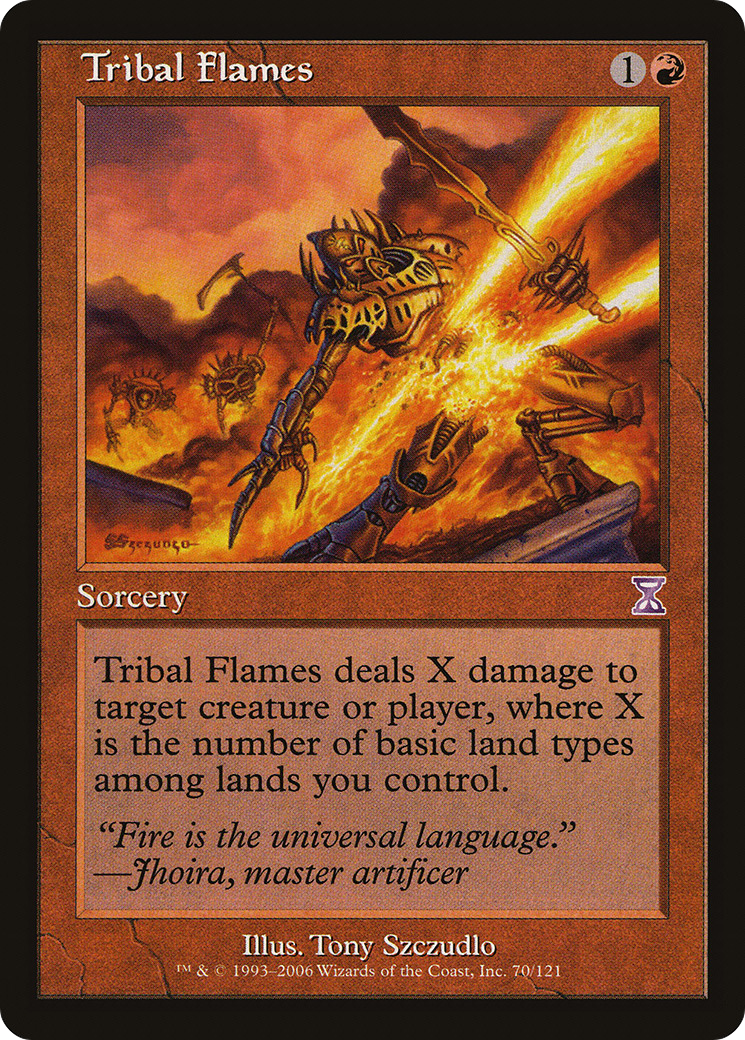 Tribal Flames
1
Szczudlo
Sorcery
Tribal Flames deals X damage to
target creature or player, where X
is the number of basic land types
among lands you control.
“Fire is the universal language.”
—Jhoira, master artificer
Illus. Tony Szczudlo
™ & © 1993–2006 Wizards of the Coast, Inc. 70/121